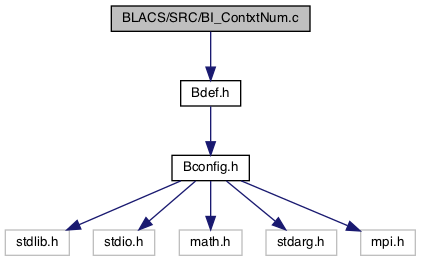 BLACS/SRC/BI_ContxtNum.c
Bdef.h
Bconfig.h
stdlib.h
stdio.h
math.h
stdarg.h
mpi.h